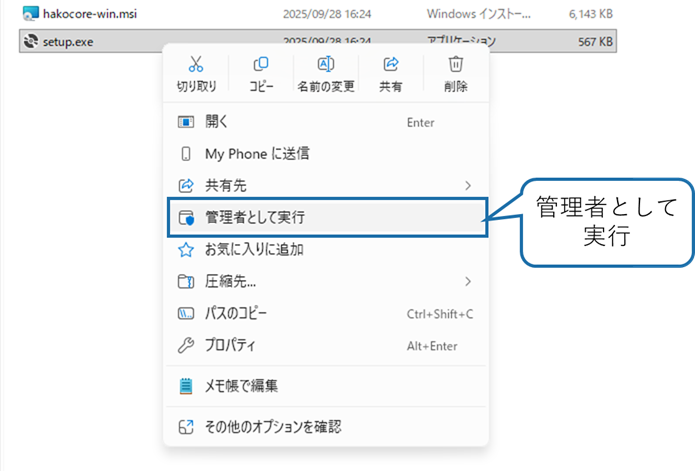 hakocore-win.msi 2025/09/28 16:24 Windows インストー... 6,143 KB
setup.exe 2025/09/28 16:24 アプリケーション 567 KB
切り取り コピー 名前の変更 共有 削除
開く Enter
My Phone に送信
共有先
管理者として実行
お気に入りに追加
圧縮先...
パスのコピー Ctrl+Shift+C
プロパティ Alt+Enter
メモ帳で編集
その他のオプションを確認
管理者として
実行